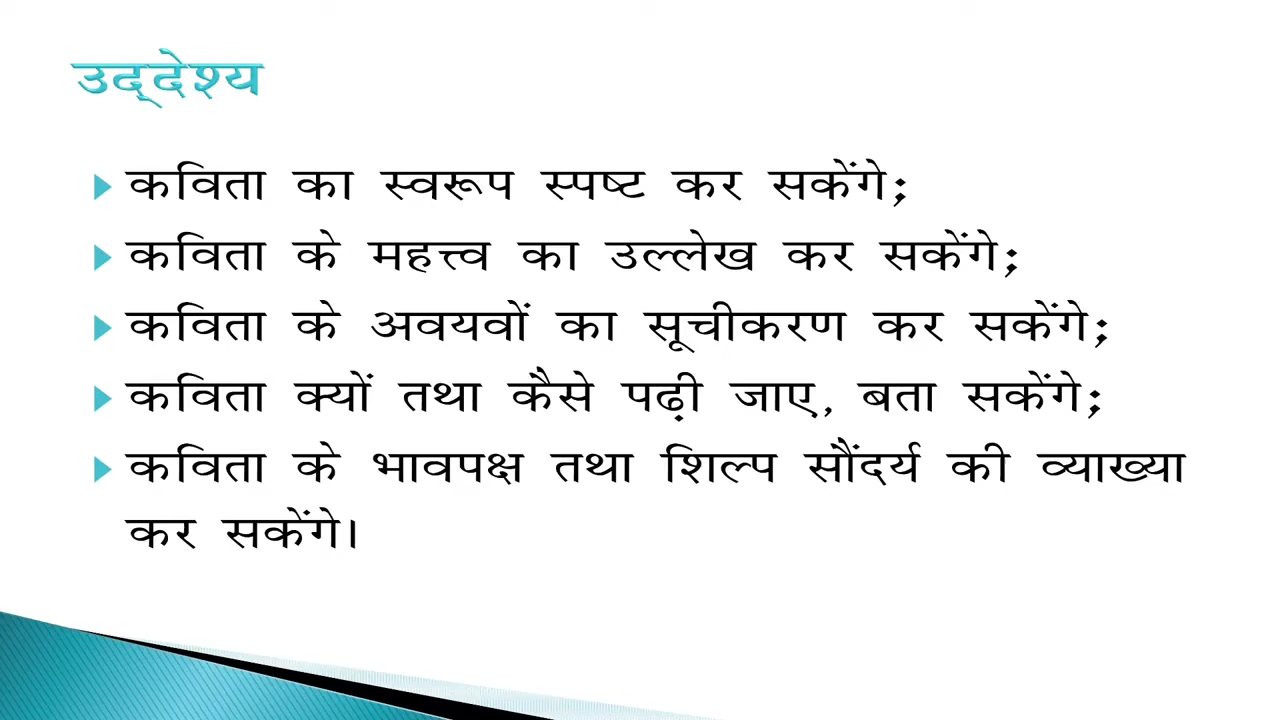 उद्देश्य
कविता का स्वरूप स्पष्ट कर सकेंगे;
कविता के महत्त्व का उल्लेख कर सकेंगे;
कविता के अवयवों का सूचीकरण कर सकेंगे;
कविता क्यों तथा कैसे पढ़ी जाए, बता सकेंगे;
कविता के भावपक्ष तथा शिल्प सौंदर्य की व्याख्या
कर सकेंगे।